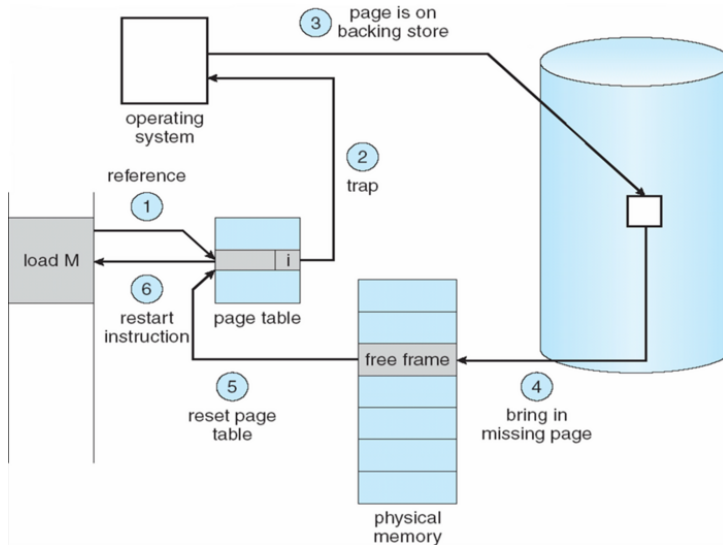 3
page is on
backing store
operating
system
2
trap
reference
1
load M
i
6
restart
instruction
page table
free frame
5
reset page
table
4
bring in
missing page
physical
memory